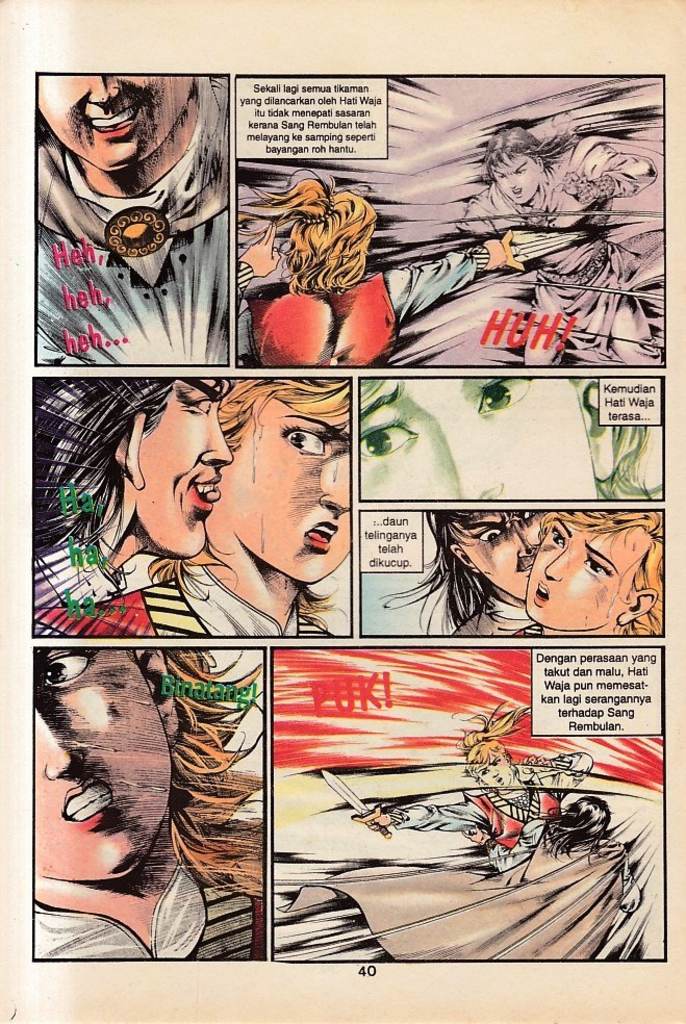 Heh,
heh,
heh...
Sekali lagi semua tikaman
yang dilancarkan oleh Hati Waja
itu tidak menepati sasaran
kerana Sang Rembulan telah
melayang ke samping seperti
bayangan roh hantu.
HUH!
Ha,
ha,
ha...
Kemudian
Hati Waja
terasa...
...daun
telinganya
telah
dikucup.
Binatang!
PUK!
Dengan perasaan yang
takut dan malu, Hati
Waja pun memesat-
kan lagi serangannya
terhadap Sang
Rembulan.
40